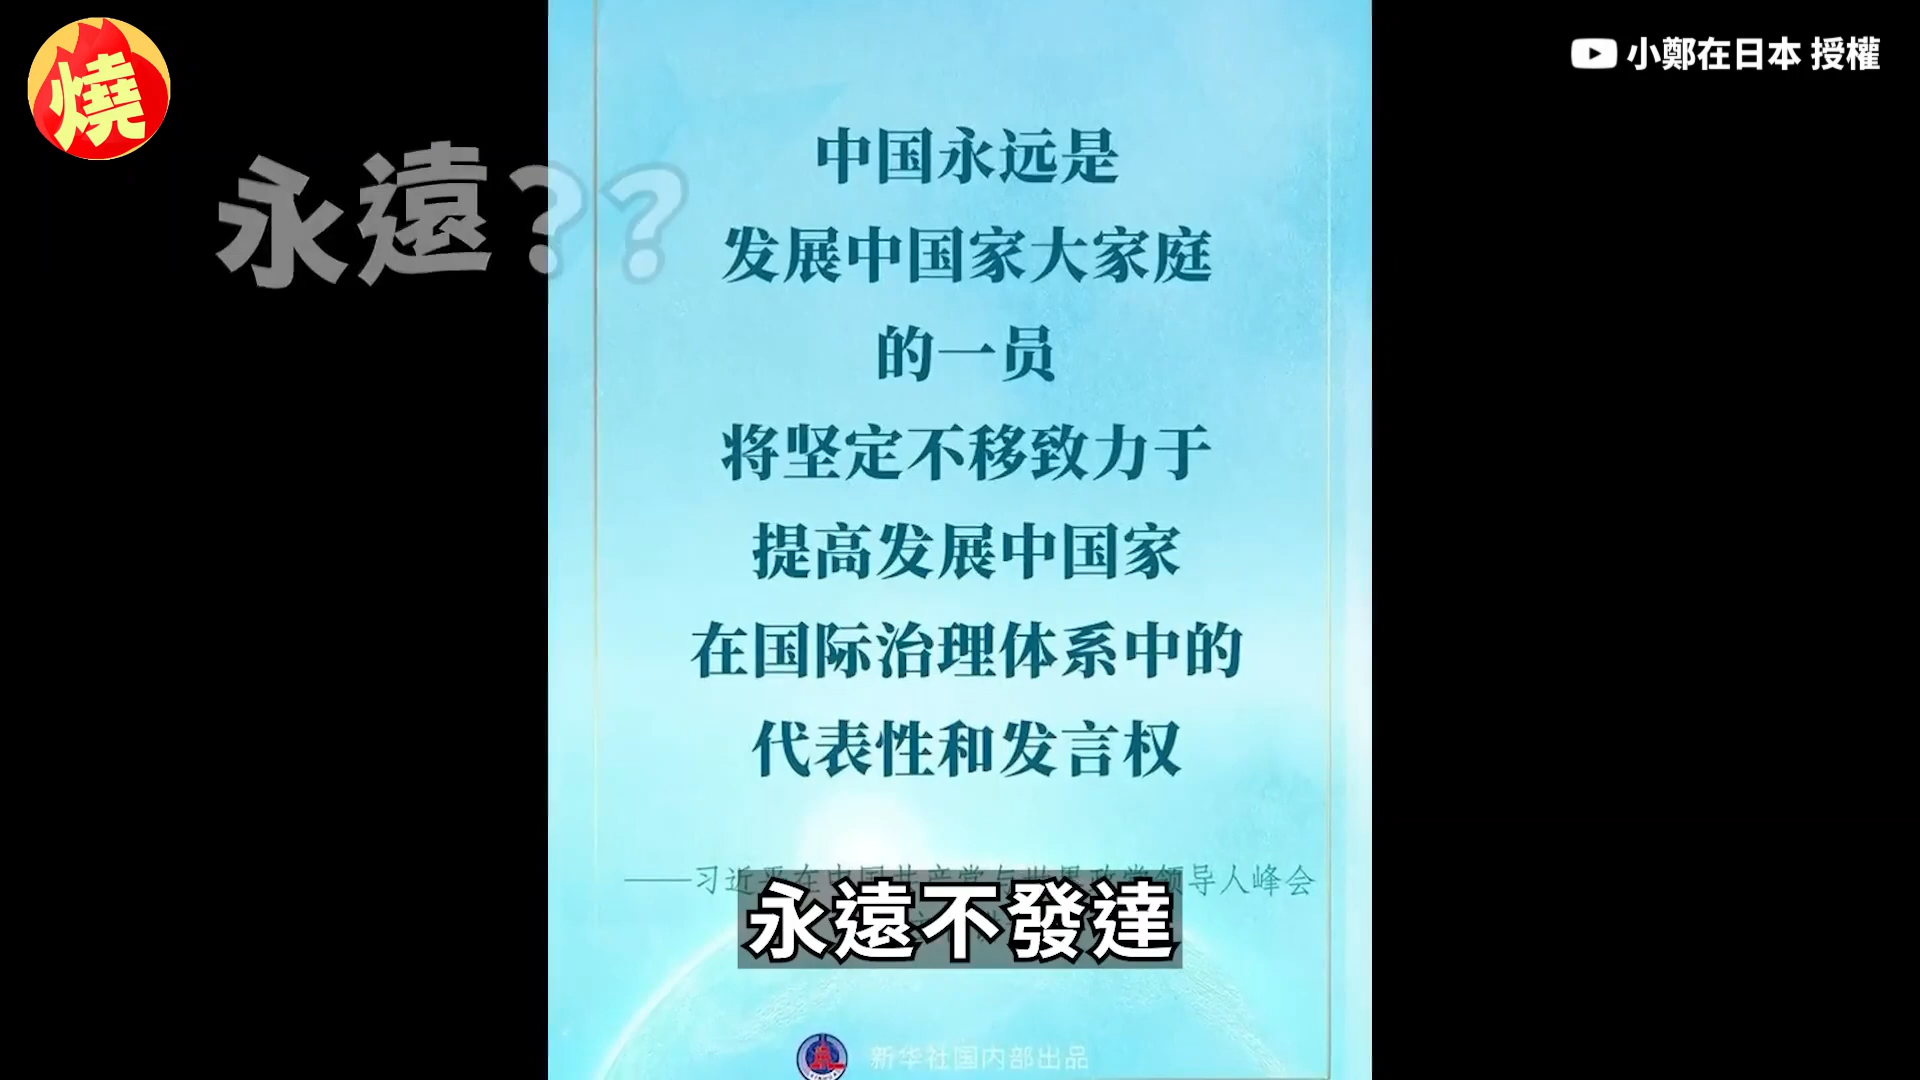 燒
小鄭在日本 授權
永遠??
中国永远是
发展中国家大家庭
的一员
将坚定不移致力于
提高发展中国家
在国际治理体系中的
代表性和发言权
——习近平在中国共产党与世界政党领导人峰会
永遠不發達
新华社国内部出品